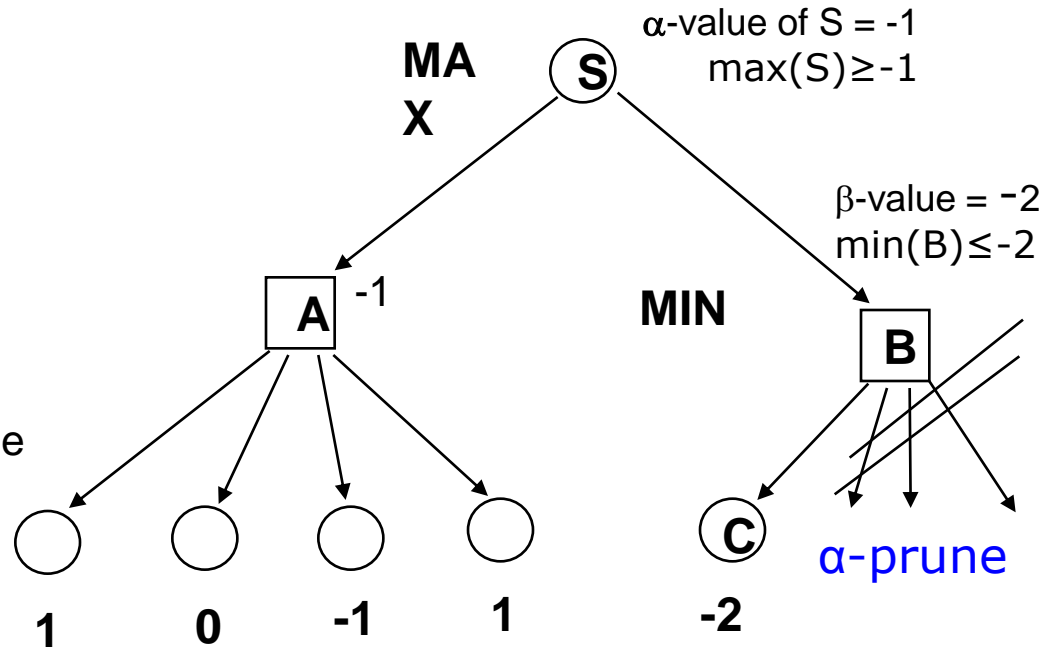 MA
X
S
α-value of S = -1
max(S)≥-1
β-value = -2
min(B)≤-2
A
-1
MIN
B
e
C
α-prune
1
0
-1
1
-2